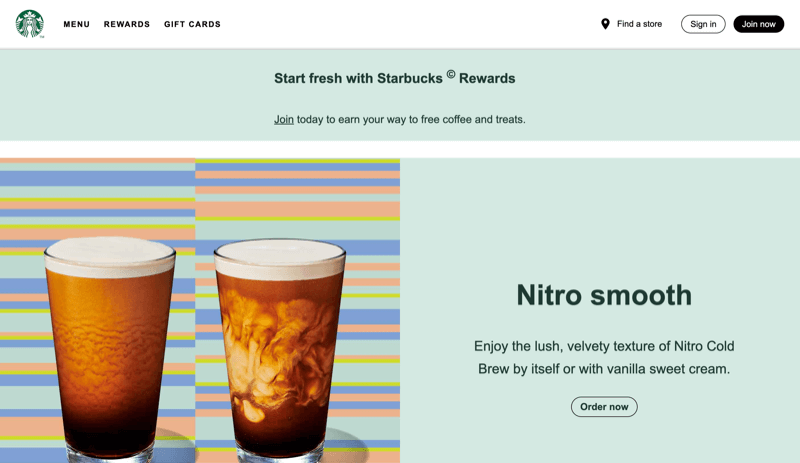 MENU REWARDS GIFT CARDS Find a store Sign in Join now
Start fresh with Starbucks © Rewards
Join today to earn your way to free coffee and treats.
Nitro smooth
Enjoy the lush, velvety texture of Nitro Cold
Brew by itself or with vanilla sweet cream.
Order now